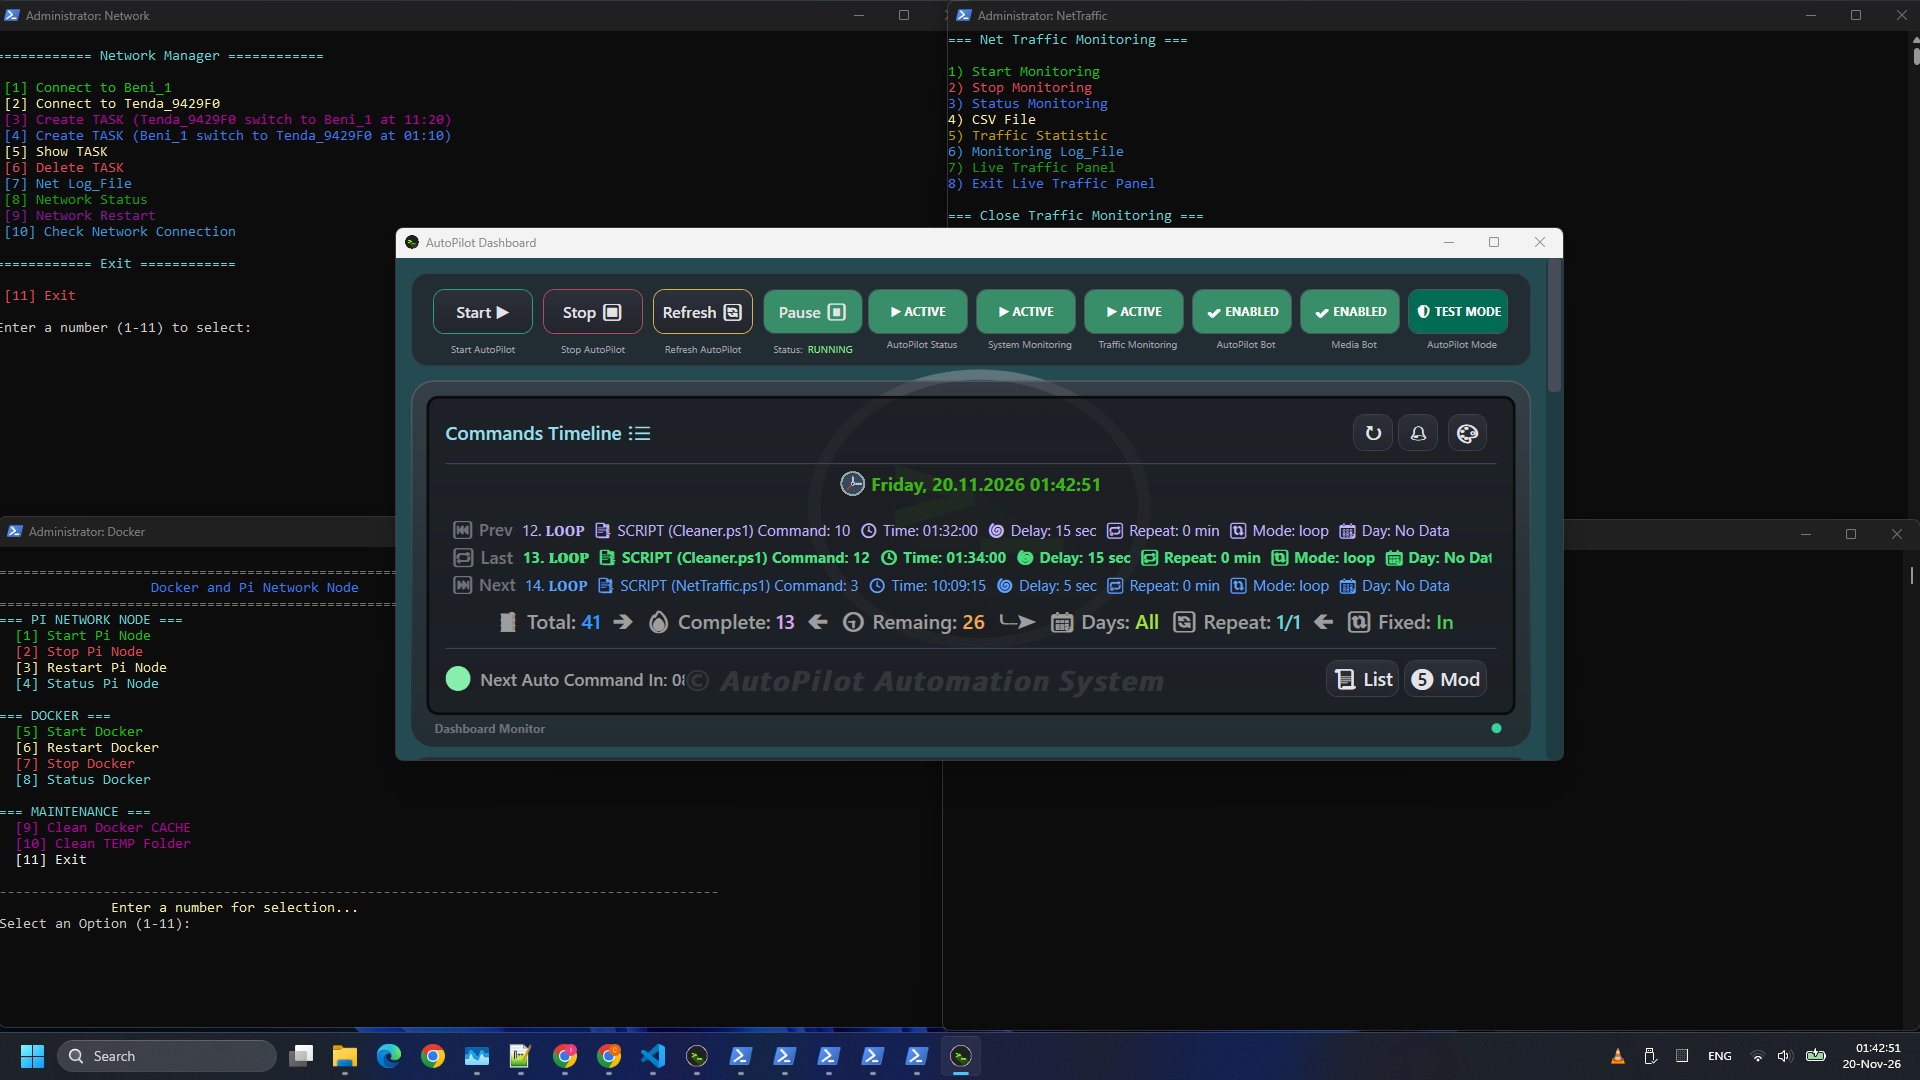 Administrator: Network
============ Network Manager ============
[1] Connect to Beni_1
[2] Connect to Tenda_9429F0
[3] Create TASK (Tenda_9429F0 switch to Beni_1 at 11:20)
[4] Create TASK (Beni_1 switch to Tenda_9429F0 at 01:10)
[5] Show TASK
[6] Delete TASK
[7] Net Log_File
[8] Network Status
[9] Network Restart
[10] Check Network Connection
============ Exit ============
[11] Exit
Enter a number (1-11) to select:
Administrator: NetTraffic
=== Net Traffic Monitoring ===
1) Start Monitoring
2) Stop Monitoring
3) Status Monitoring
4) CSV File
5) Traffic Statistic
6) Monitoring Log_File
7) Live Traffic Panel
8) Exit Live Traffic Panel
=== Close Traffic Monitoring ===
AutoPilot Dashboard
Start Stop Refresh Pause ACTIVE ACTIVE ACTIVE ENABLED ENABLED TEST MODE
Start AutoPilot Stop AutoPilot Refresh AutoPilot Status: RUNNING AutoPilot Status System Monitoring Traffic Monitoring AutoPilot Bot Media Bot AutoPilot Mode
Commands Timeline
Friday, 20.11.2026 01:42:51
Prev 12. LOOP SCRIPT (Cleaner.ps1) Command: 10 Time: 01:32:00 Delay: 15 sec Repeat: 0 min Mode: loop Day: No Data
Last 13. LOOP SCRIPT (Cleaner.ps1) Command: 12 Time: 01:34:00 Delay: 15 sec Repeat: 0 min Mode: loop Day: No Dat
Next 14. LOOP SCRIPT (NetTraffic.ps1) Command: 3 Time: 10:09:15 Delay: 5 sec Repeat: 0 min Mode: loop Day: No Data
Total: 41 Complete: 13 Remaing: 26 Days: All Repeat: 1/1 Fixed: In
Next Auto Command In: 08
© AutoPilot Automation System
List 5 Mod
Dashboard Monitor
Administrator: Docker
Docker and Pi Network Node
=== PI NETWORK NODE ===
[1] Start Pi Node
[2] Stop Pi Node
[3] Restart Pi Node
[4] Status Pi Node
=== DOCKER ===
[5] Start Docker
[6] Restart Docker
[7] Stop Docker
[8] Status Docker
=== MAINTENANCE ===
[9] Clean Docker CACHE
[10] Clean TEMP Folder
[11] Exit
Enter a number for selection...
Select an Option (1-11):
Search
ENG
01:42:51
20-Nov-26